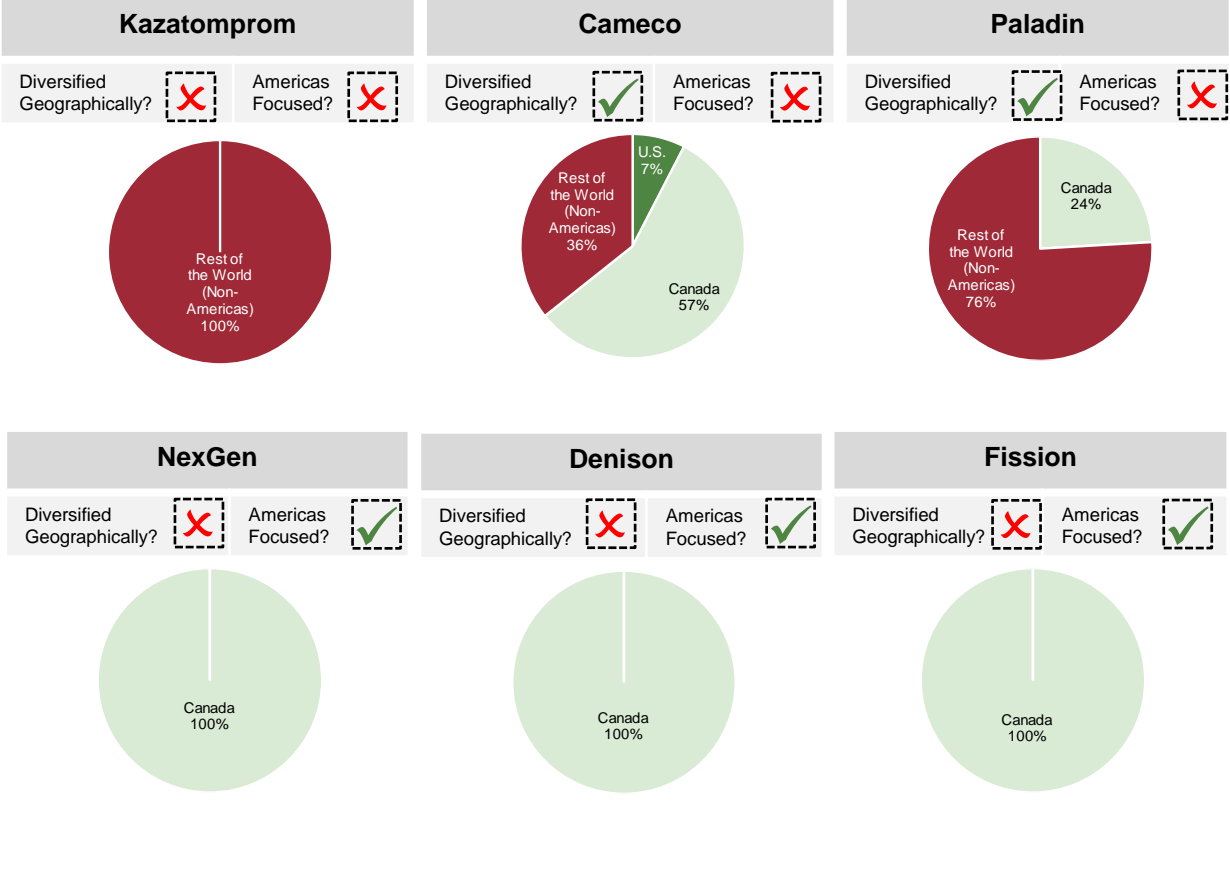 Kazatomprom
Diversified
Geographically?
Americas
Focused?
Rest of
the World
(Non-
Americas)
100%
Cameco
Diversified
Geographically?
Americas
Focused?
U.S.
7%
Rest of
the World
(Non-
Americas)
36%
Canada
57%
Paladin
Diversified
Geographically?
Americas
Focused?
Canada
24%
Rest of
the World
(Non-
Americas)
76%
NexGen
Diversified
Geographically?
Americas
Focused?
Canada
100%
Denison
Diversified
Geographically?
Americas
Focused?
Canada
100%
Fission
Diversified
Geographically?
Americas
Focused?
Canada
100%